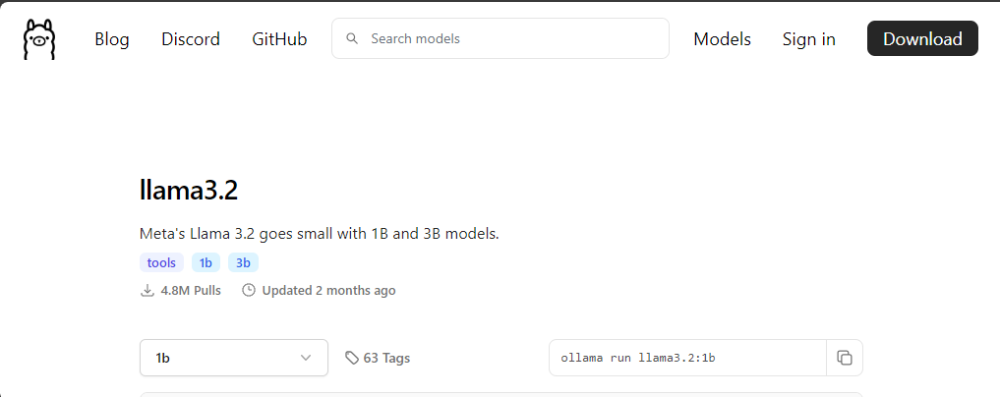 Blog Discord GitHub Search models Models Sign in Download
llama3.2
Meta's Llama 3.2 goes small with 1B and 3B models.
tools 1b 3b
4.8M Pulls Updated 2 months ago
1b 63 Tags ollama run llama3.2:1b